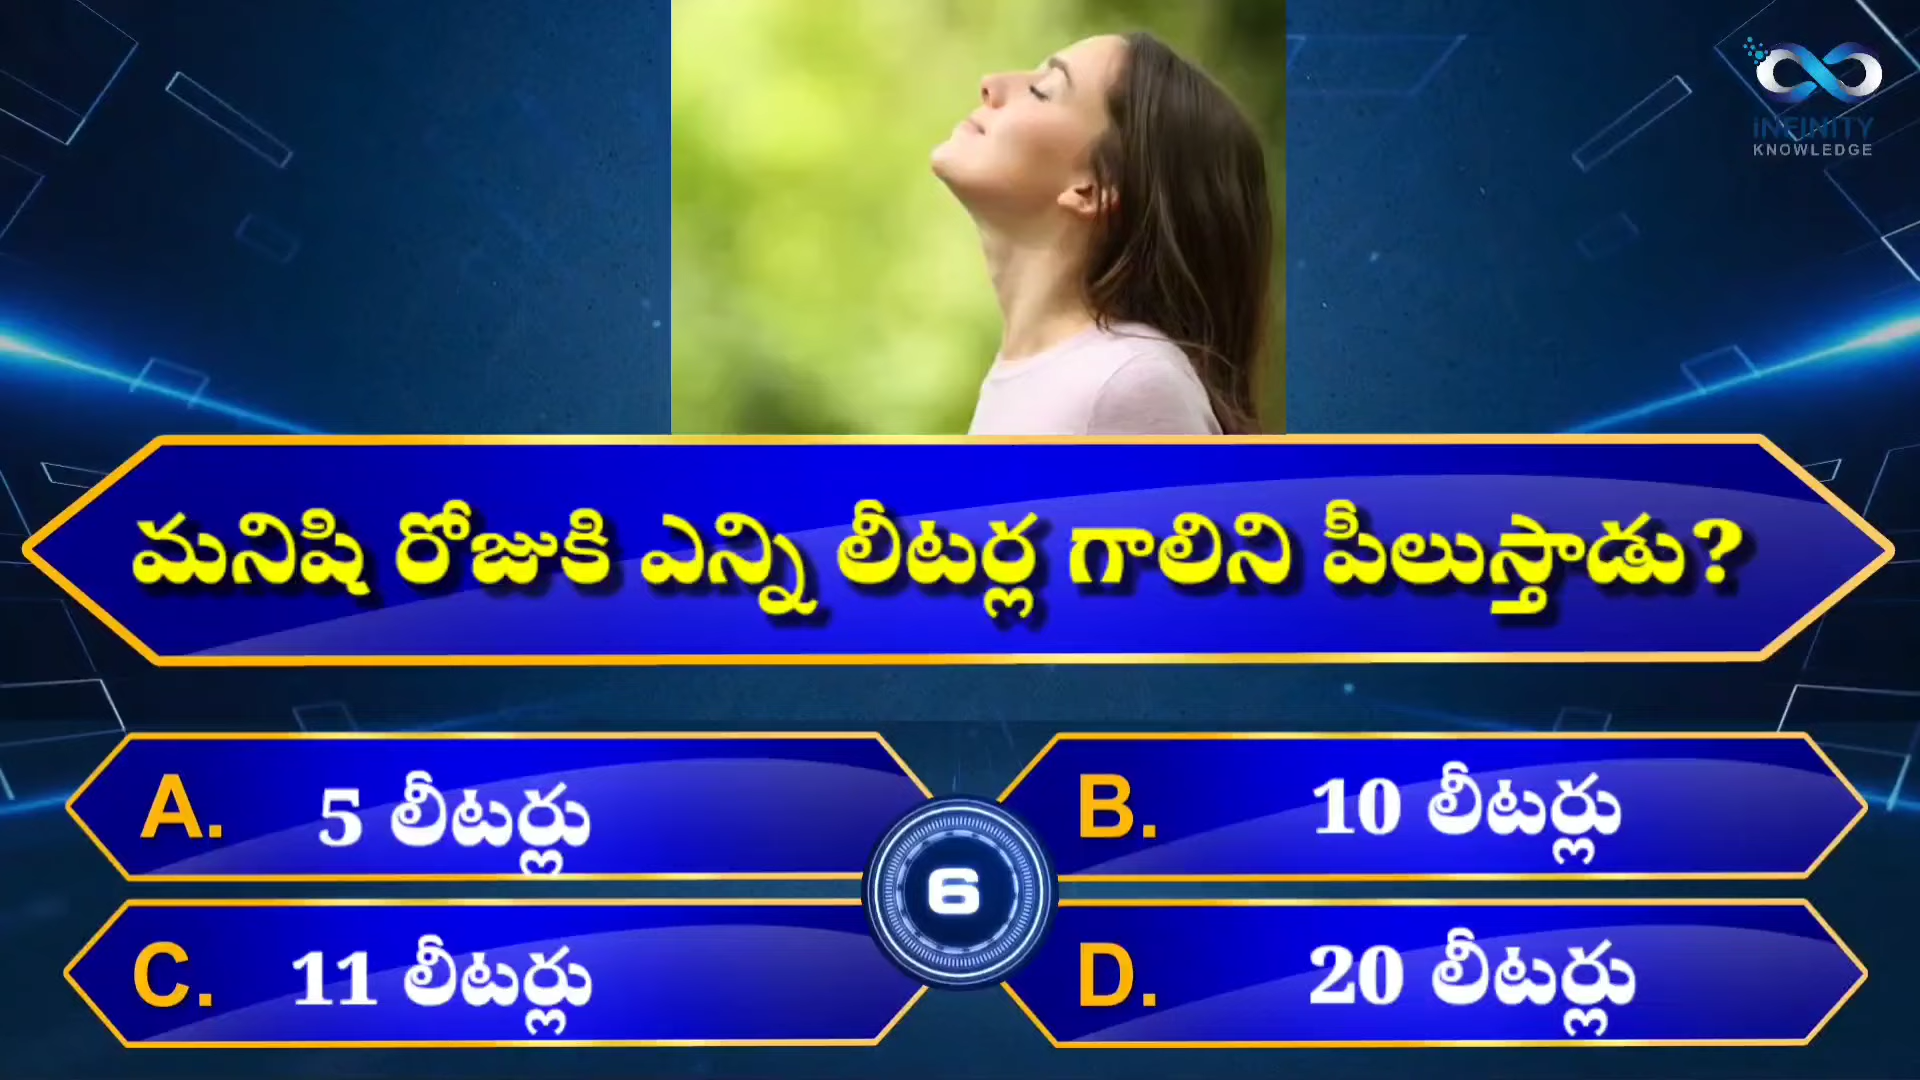 INFINITY
KNOWLEDGE
మనిషి రోజుకి ఎన్ని లీటర్ల గాలిని పీలుస్తాడు?
A. 5 లీటర్లు
B. 10 లీటర్లు
6
C. 11 లీటర్లు
D. 20 లీటర్లు